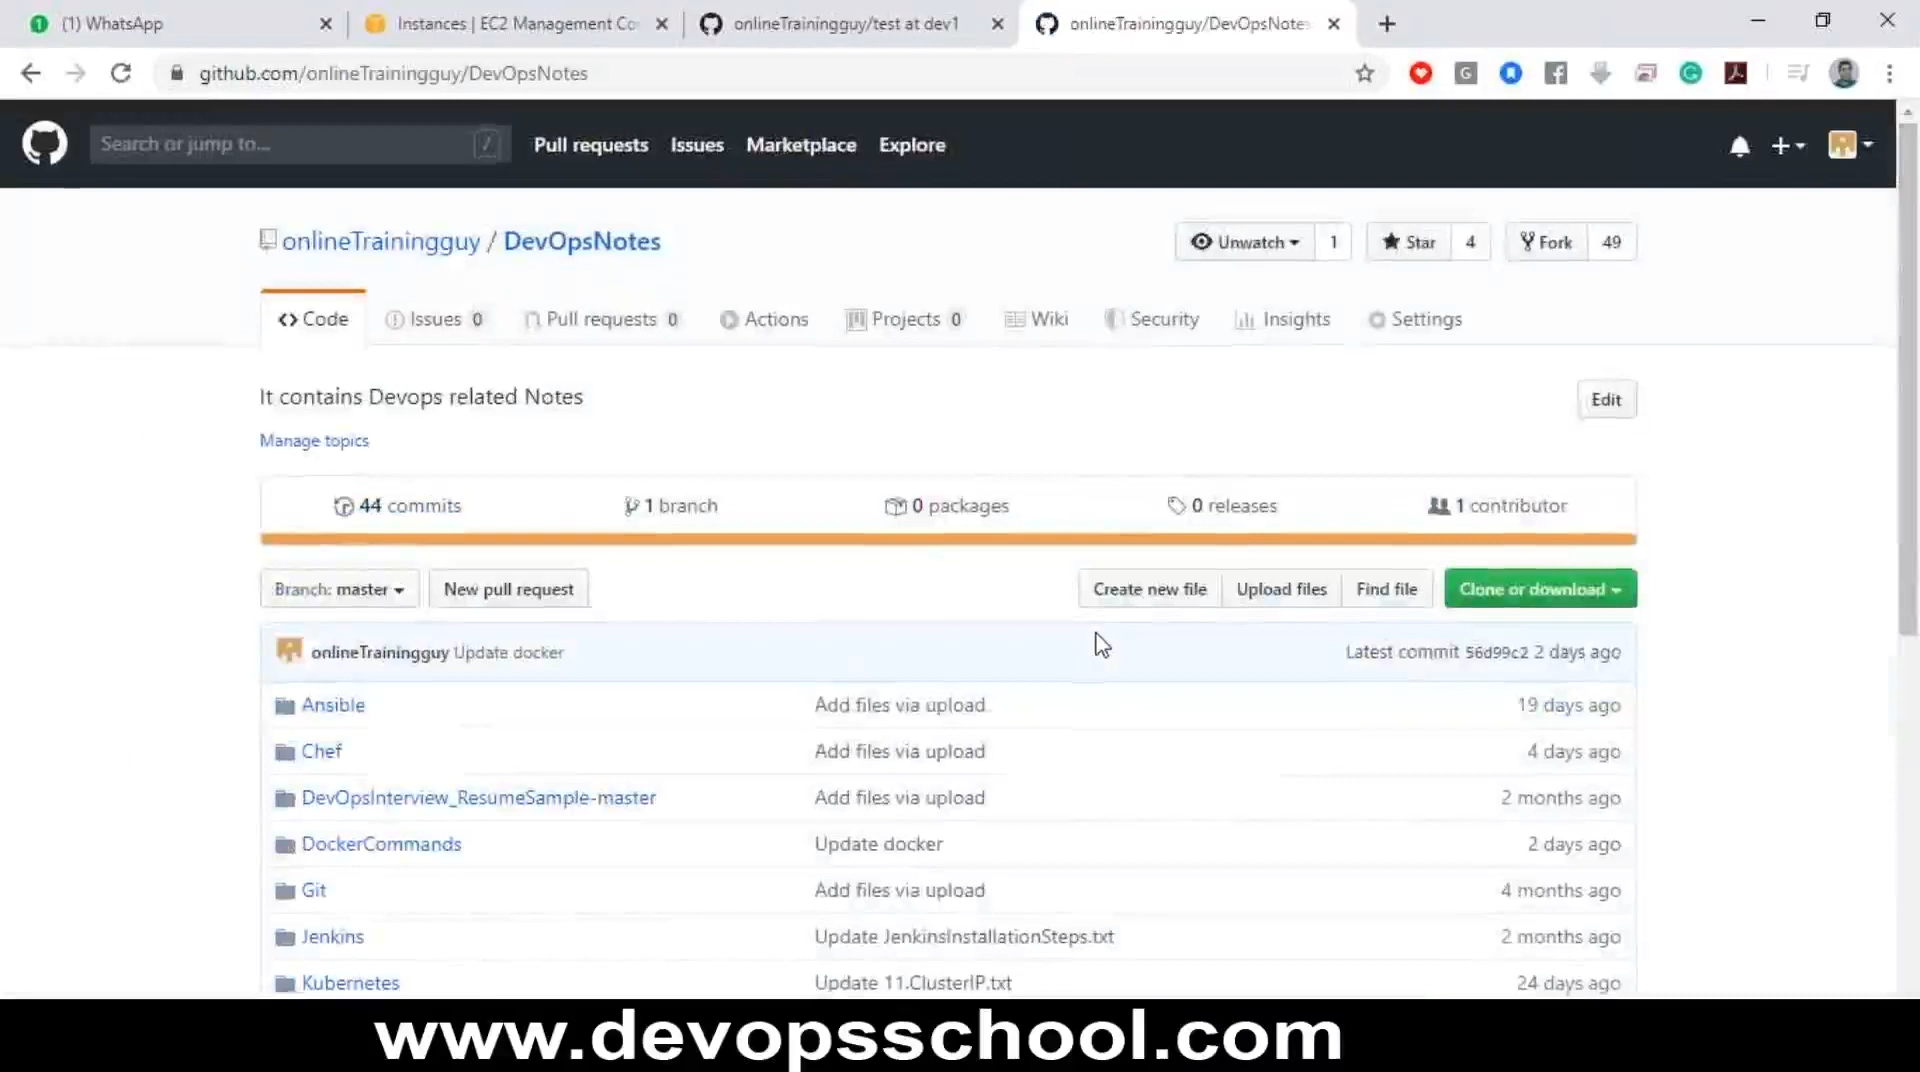 (1) WhatsApp
Instances | EC2 Management Co
onlineTrainingguy/test at dev1
onlineTrainingguy/DevOpsNotes
github.com/onlineTrainingguy/DevOpsNotes
Search or jump to... /
Pull requests Issues Marketplace Explore
onlineTrainingguy / DevOpsNotes
Unwatch 1 Star 4 Fork 49
Code Issues 0 Pull requests 0 Actions Projects 0 Wiki Security Insights Settings
It contains Devops related Notes
Edit
Manage topics
44 commits 1 branch 0 packages 0 releases 1 contributor
Branch: master New pull request Create new file Upload files Find file Clone or download
onlineTrainingguy Update docker Latest commit 56d99c2 2 days ago
Ansible Add files via upload 19 days ago
Chef Add files via upload 4 days ago
DevOpsInterview_ResumeSample-master Add files via upload 2 months ago
DockerCommands Update docker 2 days ago
Git Add files via upload 4 months ago
Jenkins Update JenkinsInstallationSteps.txt 2 months ago
Kubernetes Update 11.ClusterIP.txt 24 days ago
www.devopsschool.com